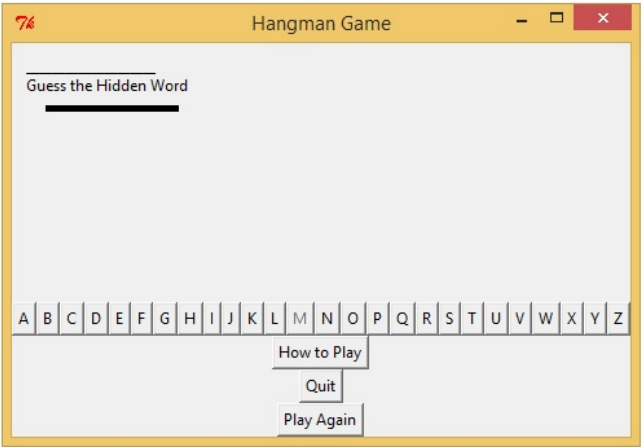 Hangman Game
Guess the Hidden Word
A B C D E F G H I J K L M N O P Q R S T U V W X Y Z
How to Play
Quit
Play Again